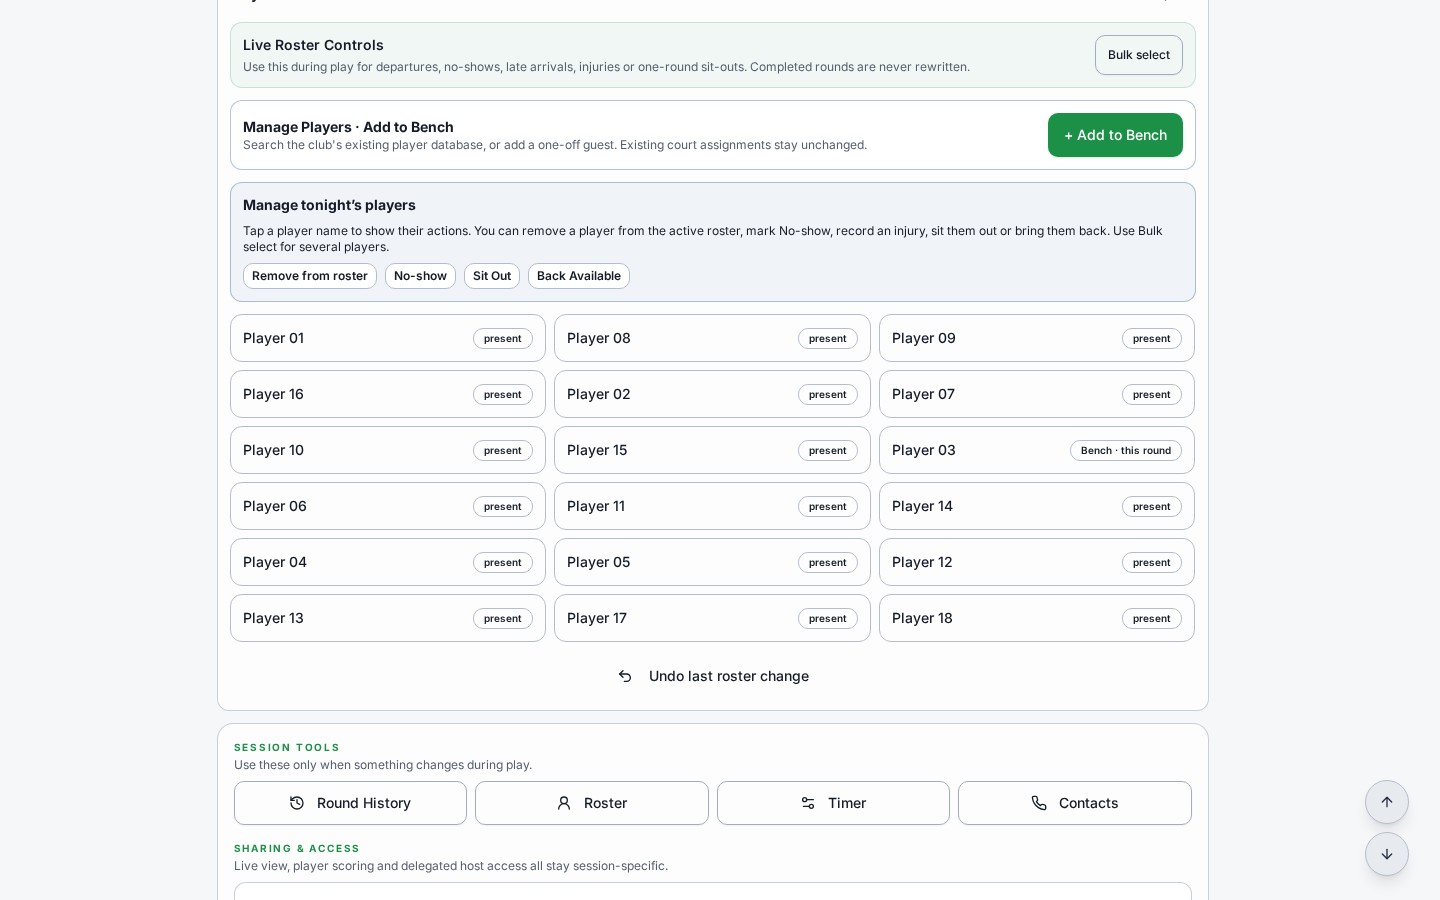 Live Roster Controls
Use this during play for departures, no-shows, late arrivals, injuries or one-round sit-outs. Completed rounds are never rewritten.
Bulk select
Manage Players · Add to Bench
Search the club's existing player database, or add a one-off guest. Existing court assignments stay unchanged.
+ Add to Bench
Manage tonight’s players
Tap a player name to show their actions. You can remove a player from the active roster, mark No-show, record an injury, sit them out or bring them back. Use Bulk
select for several players.
Remove from roster
No-show
Sit Out
Back Available
Player 01 present
Player 08 present
Player 09 present
Player 16 present
Player 02 present
Player 07 present
Player 10 present
Player 15 present
Player 03 Bench · this round
Player 06 present
Player 11 present
Player 14 present
Player 04 present
Player 05 present
Player 12 present
Player 13 present
Player 17 present
Player 18 present
Undo last roster change
SESSION TOOLS
Use these only when something changes during play.
Round History
Roster
Timer
Contacts
SHARING & ACCESS
Live view, player scoring and delegated host access all stay session-specific.